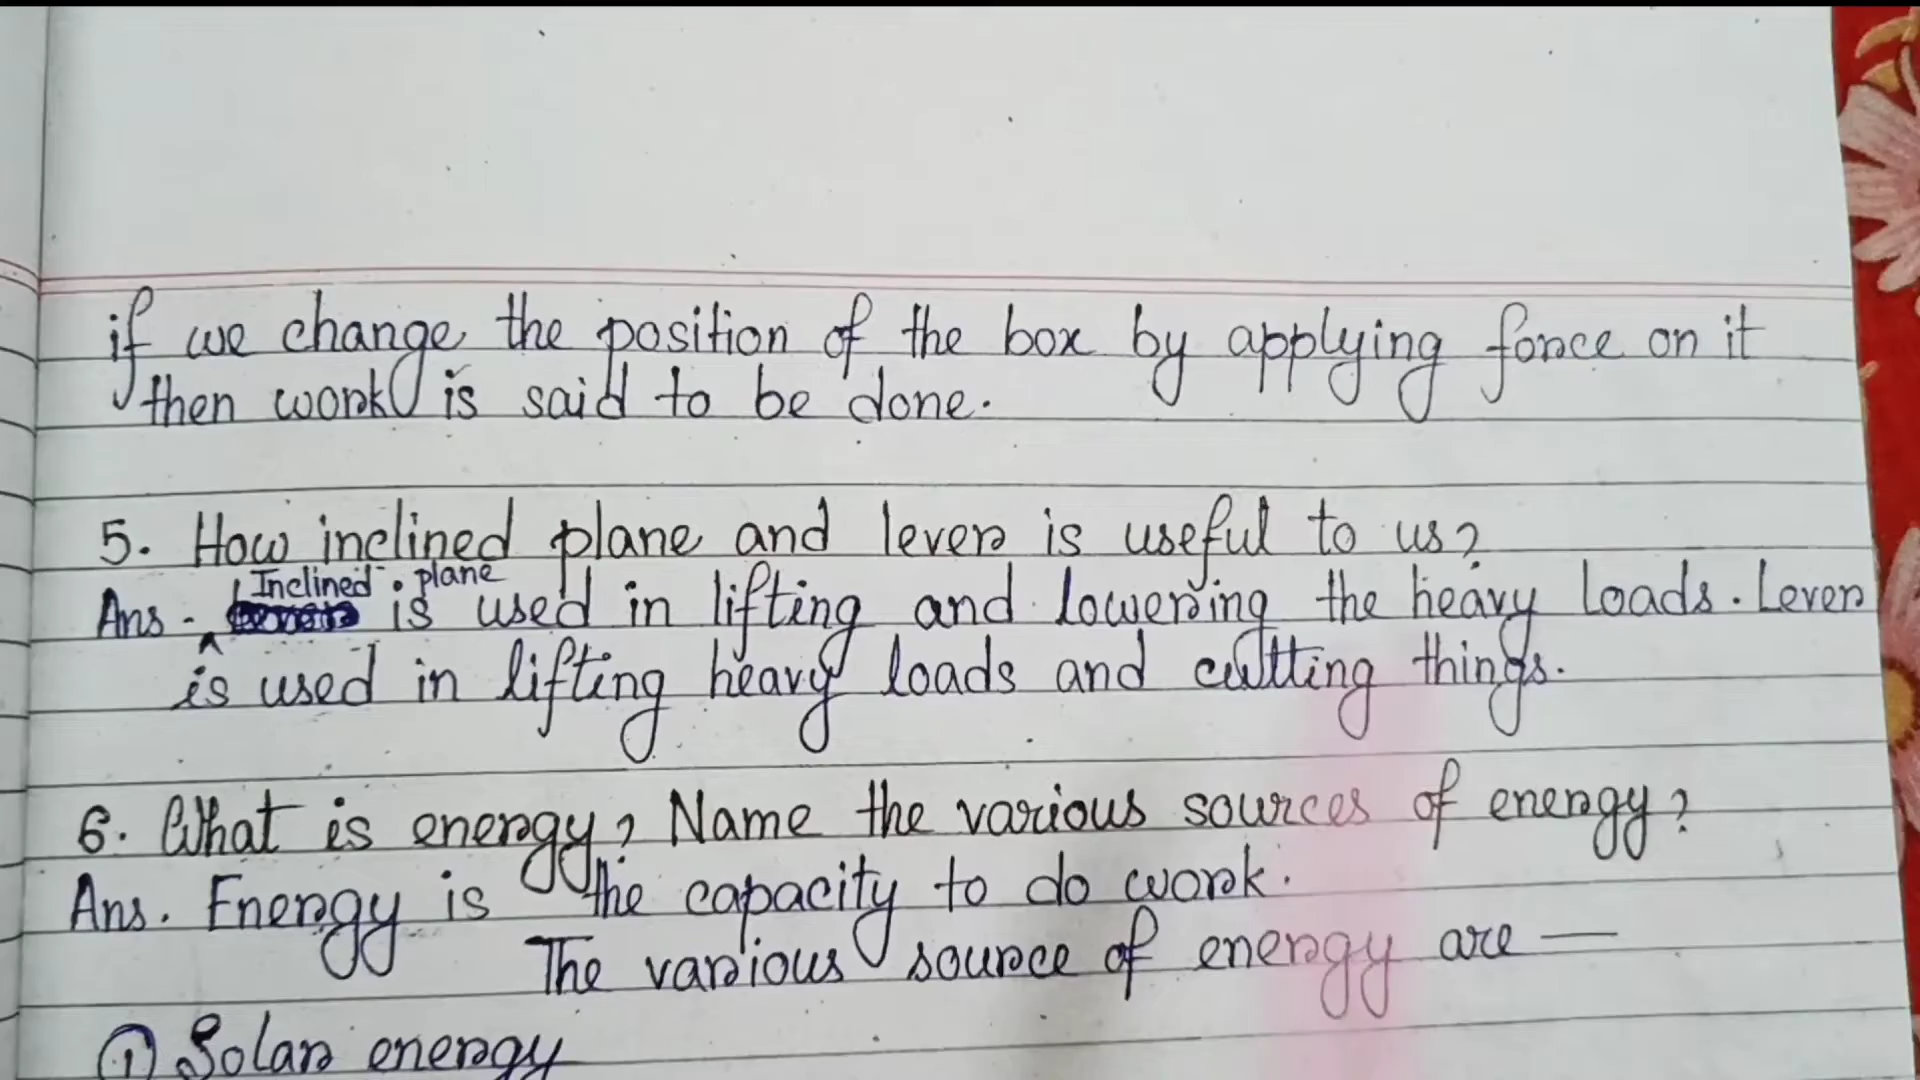 if we change the position of the box by applying force on it
then work is said to be done.
5. How inclined plane and lever is useful to us?
Inclined plane
Ans - is used in lifting and lowering the heavy loads. Lever
is used in lifting heavy loads and cutting things.
6. What is energy? Name the various sources of energy?
Ans. Energy is the capacity to do work.
The various source of energy are —
① Solar energy